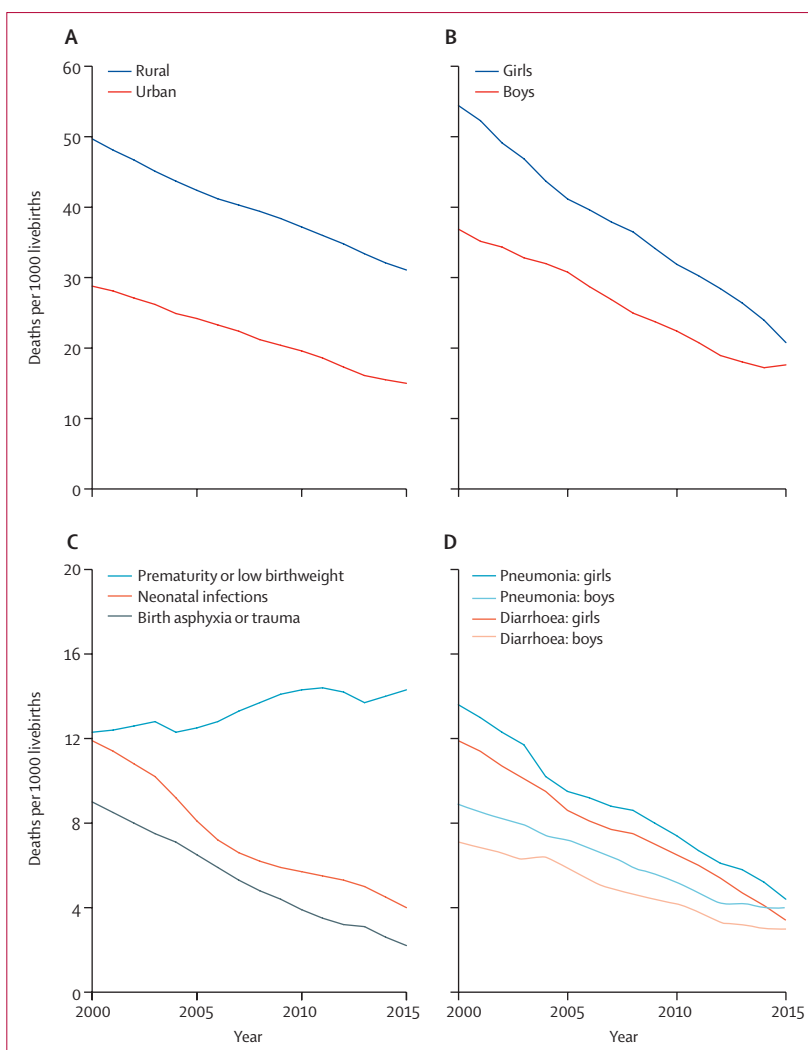 A
Rural
Urban
60
50
40
30
20
10
0
Deaths per 1000 livebirths
B
Girls
Boys
C
Prematurity or low birthweight
Neonatal infections
Birth asphyxia or trauma
20
16
12
8
4
0
Deaths per 1000 livebirths
2000
2005
2010
2015
Year
D
Pneumonia: girls
Pneumonia: boys
Diarrhoea: girls
Diarrhoea: boys
2000
2005
2010
2015
Year